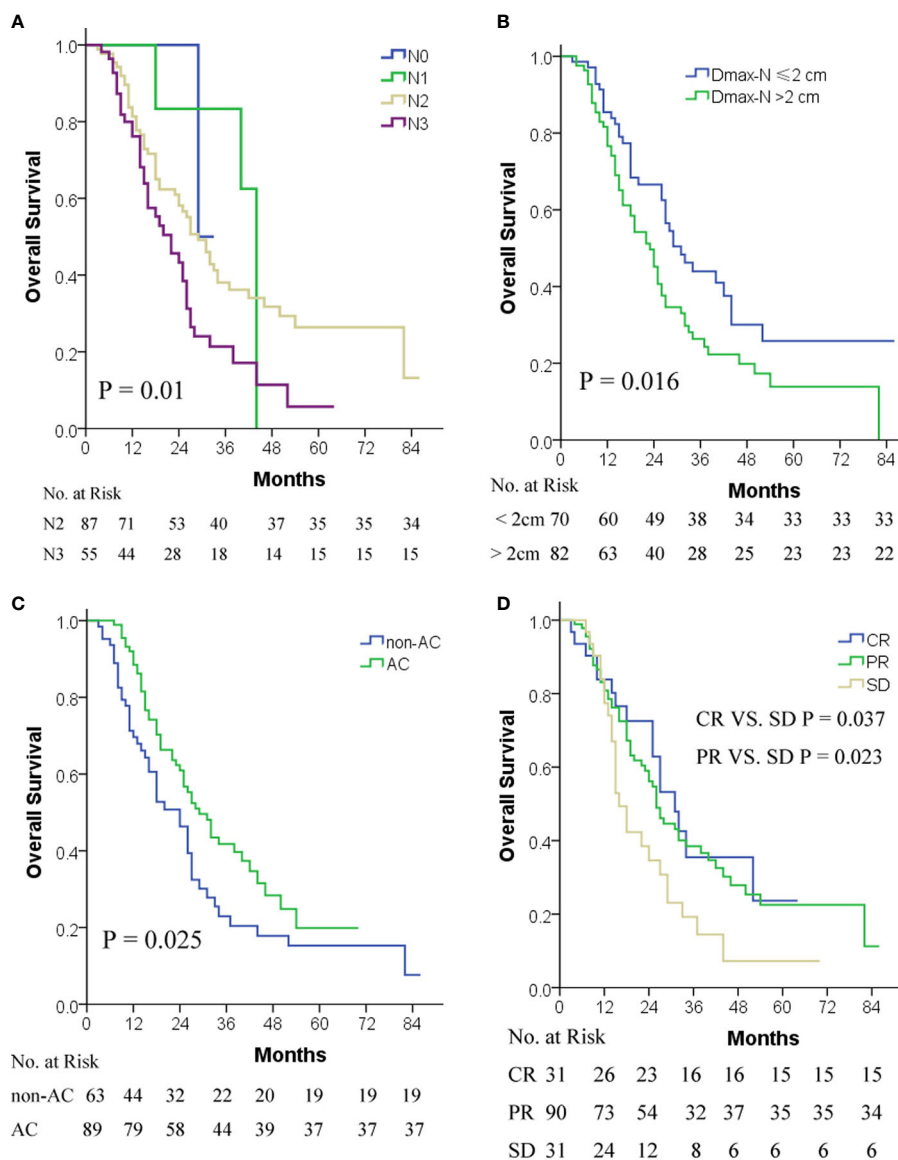 A
Overall Survival
1.0
0.8
0.6
0.4
0.2
0.0
N0
N1
N2
N3
P = 0.01
0 12 24 36 48 60 72 84
Months
No. at Risk
N2 87 71 53 40 37 35 35 34
N3 55 44 28 18 14 15 15 15
B
Overall Survival
1.0
0.8
0.6
0.4
0.2
0.0
Dmax-N ≤2 cm
Dmax-N >2 cm
P = 0.016
0 12 24 36 48 60 72 84
Months
No. at Risk
< 2cm 70 60 49 38 34 33 33 33
> 2cm 82 63 40 28 25 23 23 22
C
Overall Survival
1.0
0.8
0.6
0.4
0.2
0.0
non-AC
AC
P = 0.025
0 12 24 36 48 60 72 84
Months
No. at Risk
non-AC 63 44 32 22 20 19 19 19
AC 89 79 58 44 39 37 37 37
D
Overall Survival
1.0
0.8
0.6
0.4
0.2
0.0
CR
PR
SD
CR VS. SD P = 0.037
PR VS. SD P = 0.023
0 12 24 36 48 60 72 84
Months
No. at Risk
CR 31 26 23 16 16 15 15 15
PR 90 73 54 32 37 35 35 34
SD 31 24 12 8 6 6 6 6